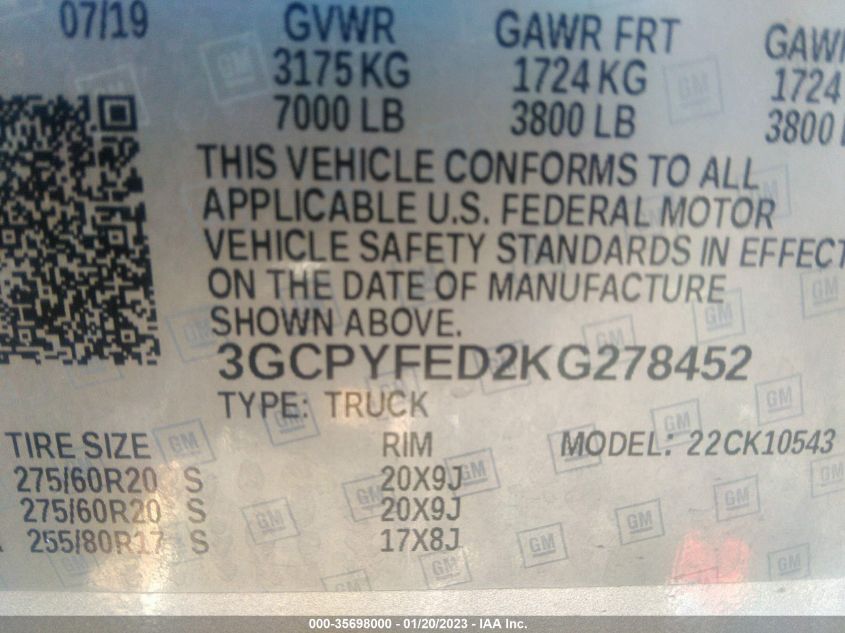 07/19 GVWR GAWR FRT
3175 KG 1724 KG 1724
7000 LB 3800 LB 3800
THIS VEHICLE CONFORMS TO ALL
APPLICABLE U.S. FEDERAL MOTOR
VEHICLE SAFETY STANDARDS IN EFFECT
ON THE DATE OF MANUFACTURE
SHOWN ABOVE.
3GCPYFED2KG278452
TYPE: TRUCK
TIRE SIZE RIM MODEL: 22CK10543
275/60R20 S 20X9J
275/60R20 S 20X9J
255/80R17 S 17X8J
GM
000-35698000 — 01/20/2023 — IAA Inc.